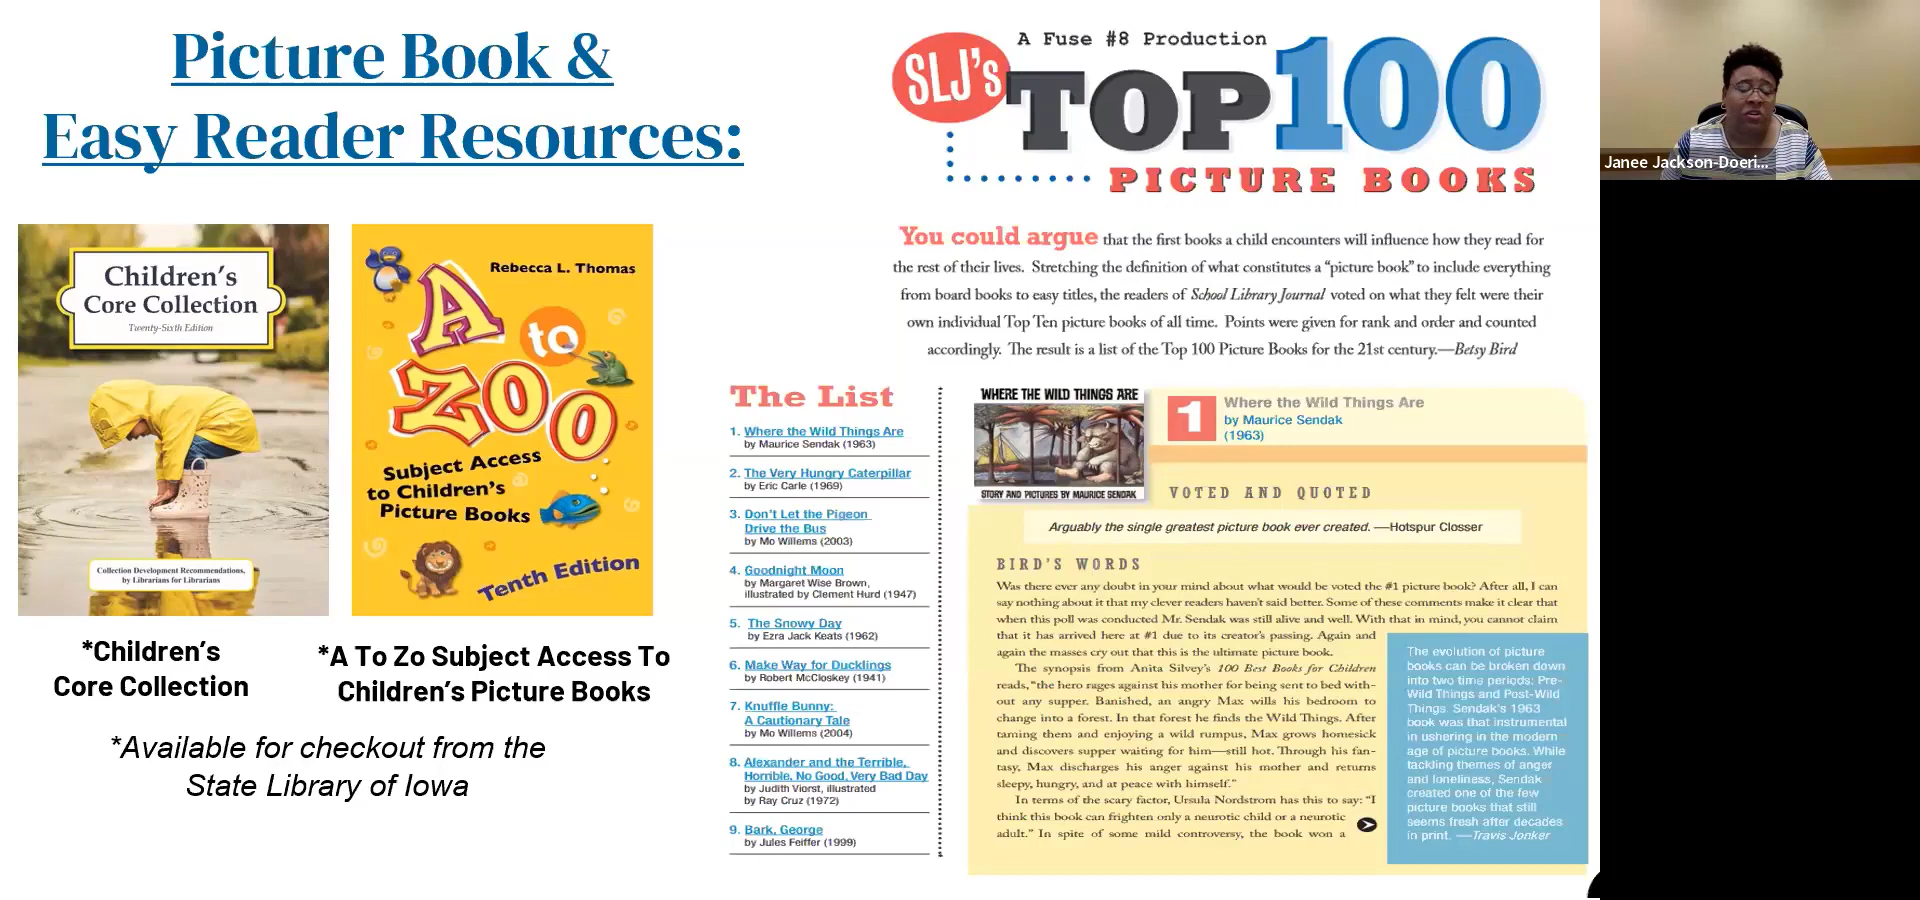 Picture Book &
Easy Reader Resources:
Children's
Core Collection
Twenty-Sixth Edition
Collection Development Recommendations,
by Librarians for Librarians
Rebecca L. Thomas
A
to
ZOO
Subject Access
to Children's
Picture Books
Tenth Edition
*Children's
Core Collection
*A To Zo Subject Access To
Children's Picture Books
*Available for checkout from the
State Library of Iowa
A Fuse #8 Production
SLJ's
TOP 100
PICTURE BOOKS
You could argue that the first books a child encounters will influence how they read for
the rest of their lives. Stretching the definition of what constitutes a "picture book" to include everything
from board books to easy titles, the readers of School Library Journal voted on what they felt were their
own individual Top Ten picture books of all time. Points were given for rank and order and counted
accordingly. The result is a list of the Top 100 Picture Books for the 21st century.—Betsy Bird
The List
1. Where the Wild Things Are
by Maurice Sendak (1963)
2. The Very Hungry Caterpillar
by Eric Carle (1969)
3. Don't Let the Pigeon
Drive the Bus
by Mo Willems (2003)
4. Goodnight Moon
by Margaret Wise Brown,
illustrated by Clement Hurd (1947)
5. The Snowy Day
by Ezra Jack Keats (1962)
6. Make Way for Ducklings
by Robert McCloskey (1941)
7. Knuffle Bunny:
A Cautionary Tale
by Mo Willems (2004)
8. Alexander and the Terrible,
Horrible, No Good, Very Bad Day
by Judith Viorst, illustrated
by Ray Cruz (1972)
9. Bark, George
by Jules Feiffer (1999)
WHERE THE WILD THINGS ARE
STORY AND PICTURES BY MAURICE SENDAK
1
Where the Wild Things Are
by Maurice Sendak
(1963)
VOTED AND QUOTED
Arguably the single greatest picture book ever created. —Hotspur Closser
BIRD'S WORDS
Was there ever any doubt in your mind about what would be voted the #1 picture book? After all, I can
say nothing about it that my clever readers haven't said better. Some of these comments make it clear that
when this poll was conducted Mr. Sendak was still alive and well. With that in mind, you cannot claim
that it has arrived here at #1 due to its creator's passing. Again and
again the masses cry out that this is the ultimate picture book.
The synopsis from Anita Silvey's 100 Best Books for Children
reads, "the hero rages against his mother for being sent to bed with-
out any supper. Banished, an angry Max wills his bedroom to
change into a forest. In that forest he finds the Wild Things. After
taming them and enjoying a wild rumpus, Max grows homesick
and discovers supper waiting for him—still hot. Through his fan-
tasy, Max discharges his anger against his mother and returns
sleepy, hungry, and at peace with himself."
In terms of the scary factor, Ursula Nordstrom has this to say: "I
think this book can frighten only a neurotic child or a neurotic
adult." In spite of some mild controversy, the book won a
The evolution of picture
books can be broken down
into two time periods: Pre-
Wild Things and Post-Wild
Things. Sendak's 1963
book was that instrumental
in ushering in the modern
age of picture books. While
tackling themes of anger
and loneliness, Sendak
created one of the few
picture books that still
seems fresh after decades
in print. —Travis Jonker
Janee Jackson-Doeri...